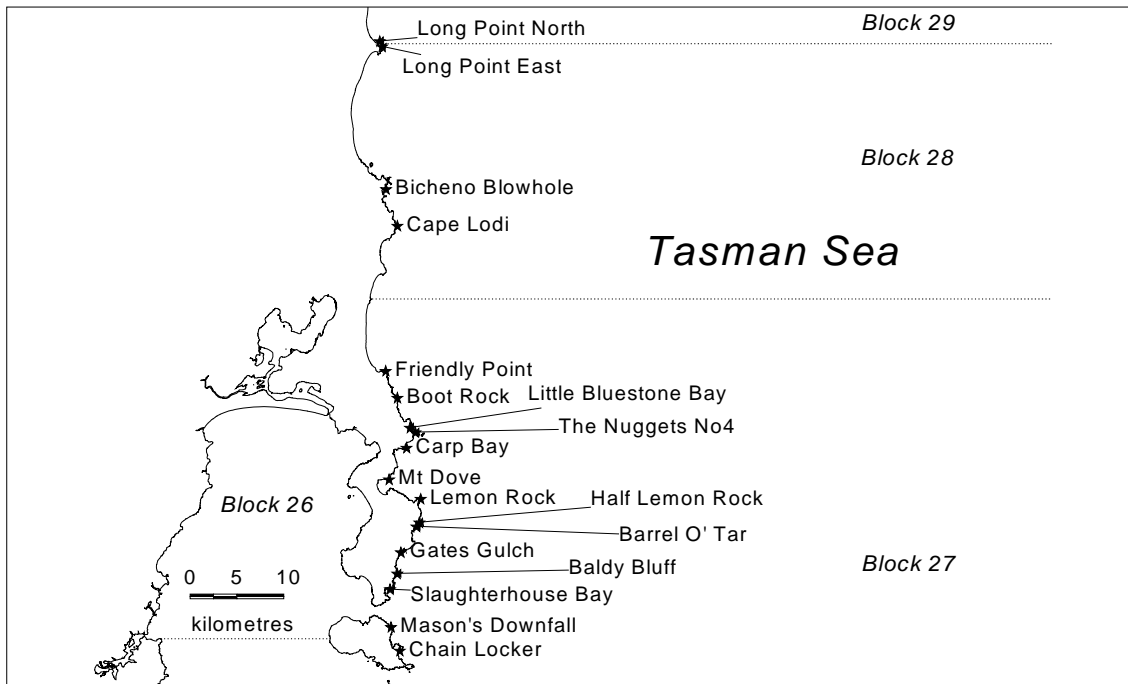 Long Point North
Block 29
Long Point East
Block 28
Bicheno Blowhole
Cape Lodi
Tasman Sea
Friendly Point
Little Bluestone Bay
Boot Rock
The Nuggets No4
Carp Bay
Mt Dove
Lemon Rock
Half Lemon Rock
Block 26
Barrel O' Tar
Gates Gulch
Baldy Bluff
Block 27
0 5 10
Slaughterhouse Bay
kilometres
Mason's Downfall
Chain Locker